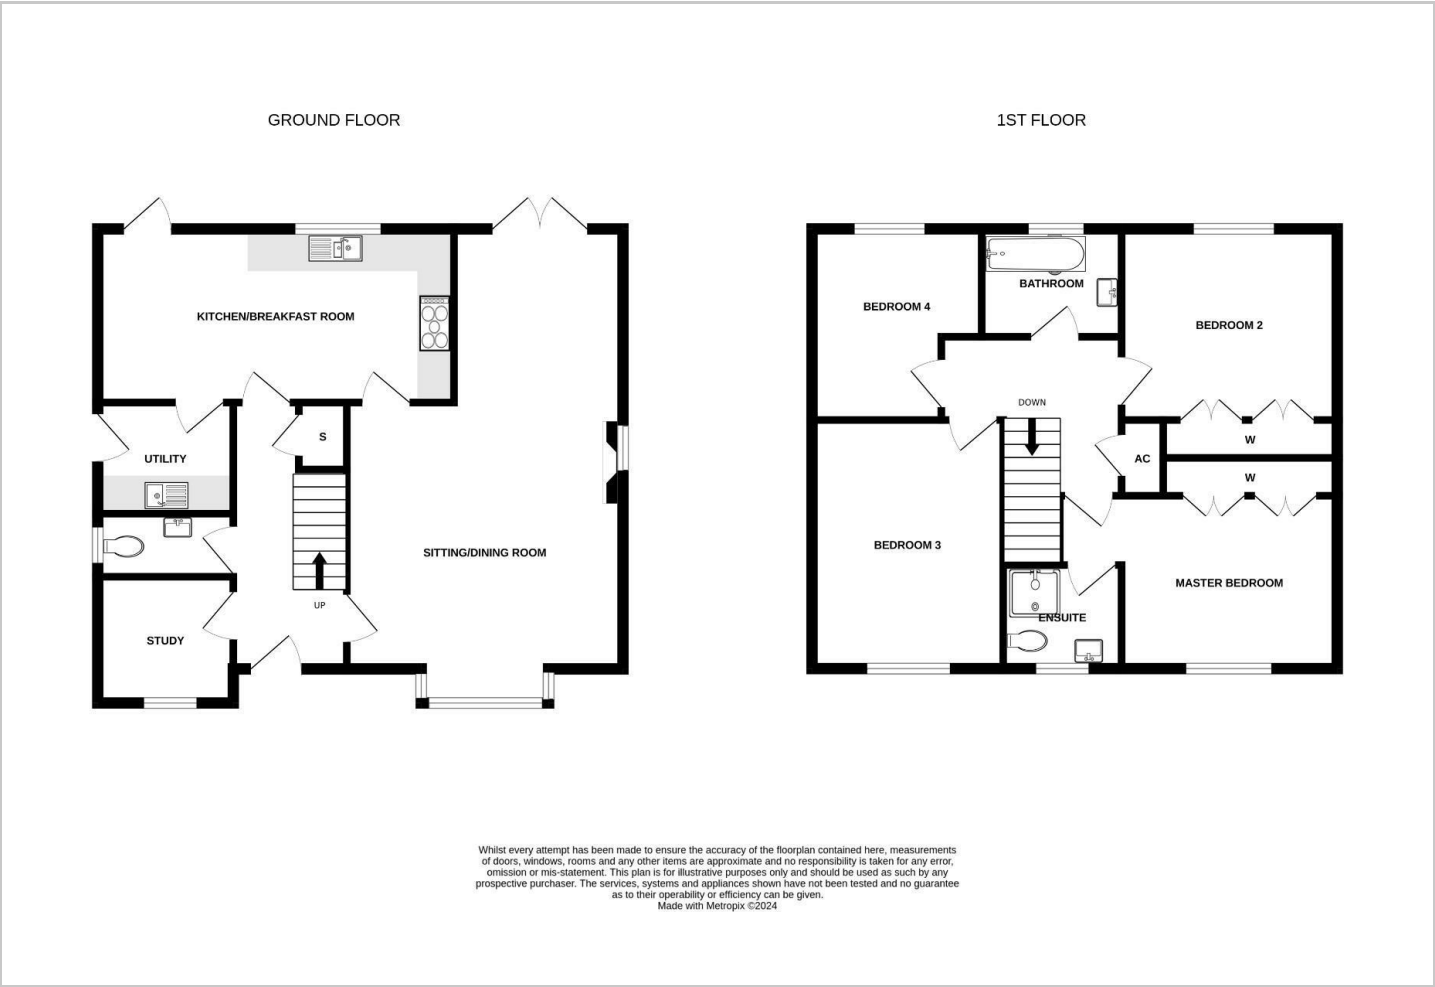 GROUND FLOOR
KITCHEN/BREAKFAST ROOM
S
UTILITY
SITTING/DINING ROOM
UP
STUDY
1ST FLOOR
BATHROOM
BEDROOM 4
BEDROOM 2
DOWN
W
AC
W
BEDROOM 3
MASTER BEDROOM
ENSUITE
Whilst every attempt has been made to ensure the accuracy of the floorplan contained here, measurements
of doors, windows, rooms and any other items are approximate and no responsibility is taken for any error,
omission or mis-statement. This plan is for illustrative purposes only and should be used as such by any
prospective purchaser. The services, systems and appliances shown have not been tested and no guarantee
as to their operability or efficiency can be given.
Made with Metropix ©2024